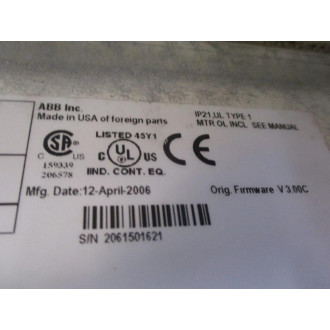 ABB Inc.
Made in USA of foreign parts
IP21,UL TYPE 1
MTR OL INCL SEE MANUAL
LISTED 45Y1
SA
C US
C UL US
CE
159339
206578
IND. CONT. EQ.
Mfg. Date:12-April-2006
Orig. Firmware V 3.00C
S/N 2061501621